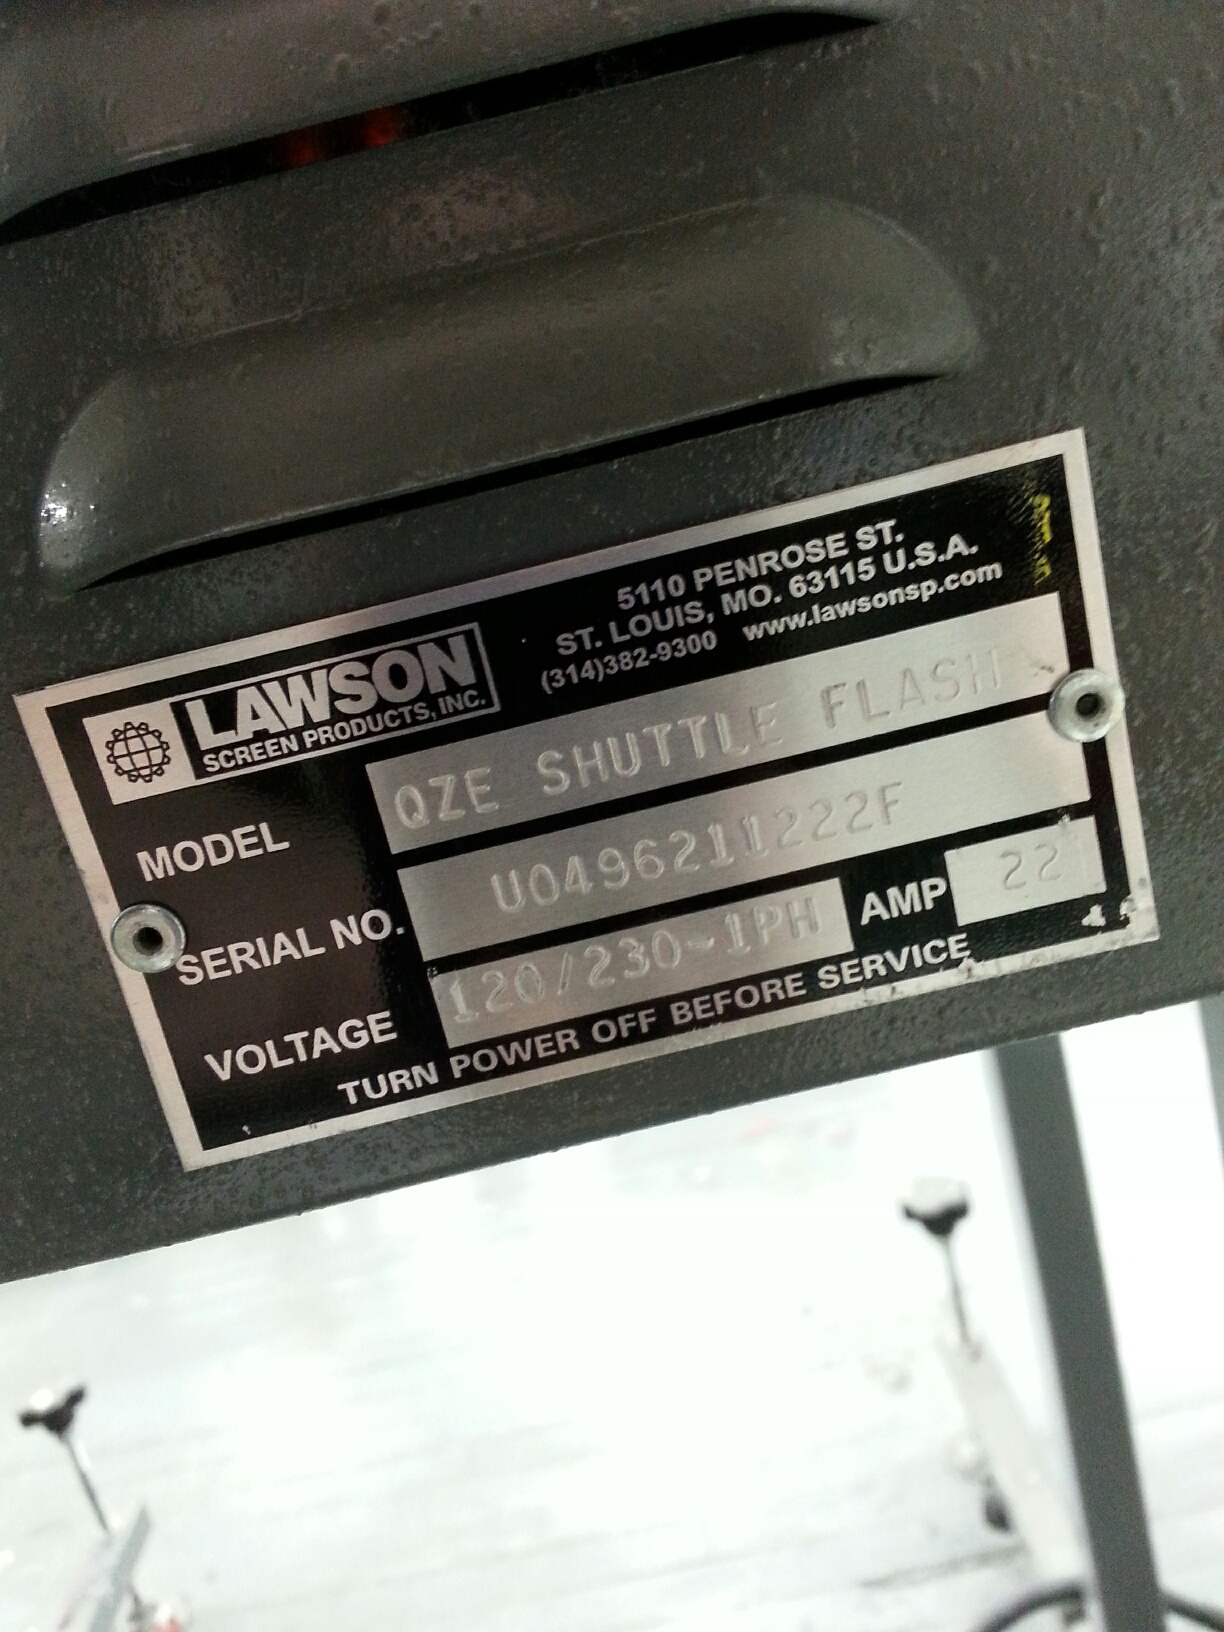 5110 PENROSE ST.
ST. LOUIS, MO. 63115 U.S.A.
(314)382-9300 www.lawsonsp.com
LAWSON
SCREEN PRODUCTS, INC.
MODEL QZE SHUTTLE FLASH
SERIAL NO. U0496211222F
VOLTAGE 120/230-1PH AMP 22
TURN POWER OFF BEFORE SERVICE